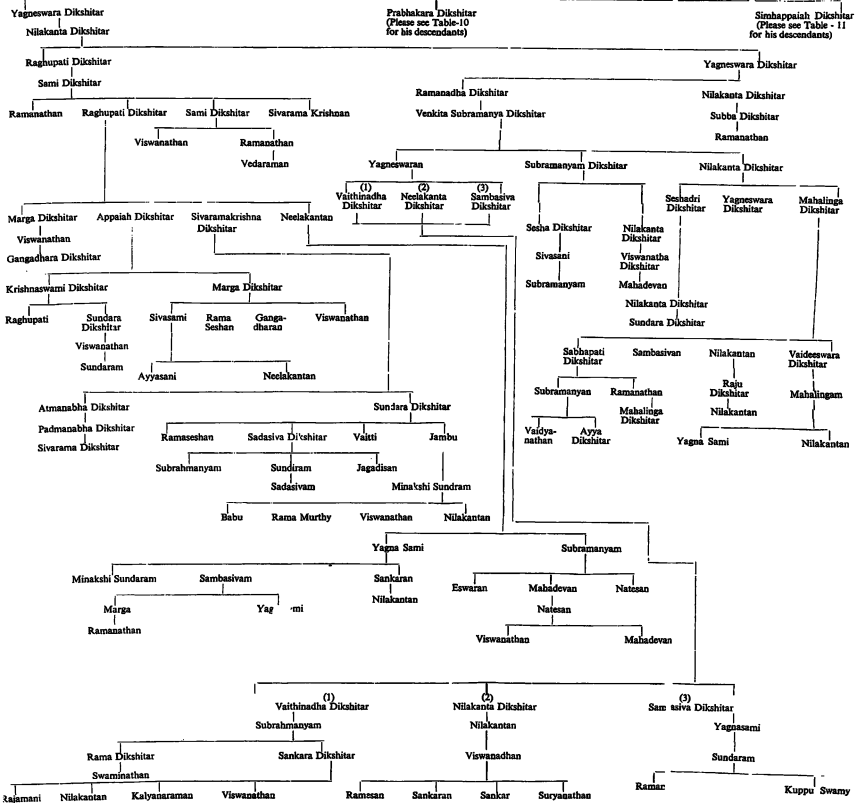 Yagneswara Dikshitar
Prabhakara Dikshitar
(Please see Table-10
for his descendants)
Simhappaiah Dikshitar
(Please see Table - 11
for his descendants)
Nilakanta Dikshitar
Raghupati Dikshitar
Yagneswara Dikshitar
Sami Dikshitar
Ramanadha Dikshitar
Nilakanta Dikshitar
Ramanathan Raghupati Dikshitar Sami Dikshitar Sivarama Krishnan
Venkita Subramanya Dikshitar
Subba Dikshitar
Viswanathan Ramanathan
Ramanathan
Vedaraman
Yagneswaran Subramanyam Dikshitar Nilakanta Dikshitar
(1) (2) (3)
Vaithinadha Neelakanta Sambasiva
Dikshitar Dikshitar Dikshitar
Seshadri Yagneswara Mahalinga
Dikshitar Dikshitar Dikshitar
Marga Dikshitar Appaiah Dikshitar Sivaramakrishna Neelakantan
Dikshitar
Sesha Dikshitar Nilakanta
Dikshitar
Viswanathan
Gangadhara Dikshitar
Sivasani Viswanatha
Dikshitar
Subramanyam Mahadevan
Krishnaswami Dikshitar Marga Dikshitar
Nilakanta Dikshitar
Sundara Dikshitar
Raghupati Sundara
Dikshitar
Sivasami Rama
Seshan
Ganga-
dharan
Viswanathan
Viswanathan
Sundaram
Ayyasani Neelakantan
Sabhapati
Dikshitar
Sambasivan Nilakantan Vaideeswara
Dikshitar
Subramanyan Ramanathan Raju
Dikshitar
Mahalingam
Mahalinga
Dikshitar
Nilakantan
Atmanabha Dikshitar Sundara Dikshitar
Padmanabha Dikshitar
Sivarama Dikshitar
Vaidya-
nathan
Ayya
Dikshitar
Yagna Sami Nilakantan
Ramaseshan Sadasiva Dikshitar Vaitti Jambu
Subrahmanyam Sundiram Jagadisan
Sadasivam Minakshi Sundram
Babu Rama Murthy Viswanathan Nilakantan
Yagna Sami Subramanyam
Minakshi Sundaram Sambasivam Sankaran
Eswaran Mahadevan Natesan
Nilakantan
Marga Yag mi
Natesan
Ramanathan
Viswanathan Mahadevan
(1) (2) (3)
Vaithinadha Dikshitar Nilakanta Dikshitar Sam asiva Dikshitar
Subrahmanyam Nilakantan Yagnasami
Rama Dikshitar Sankara Dikshitar Viswanadhan Sundaram
Swaminathan
Rajamani Nilakantan Kalyanaraman Viswanathan Ramesan Sankaran Sankar Suryanathan Ramar Kuppu Swamy